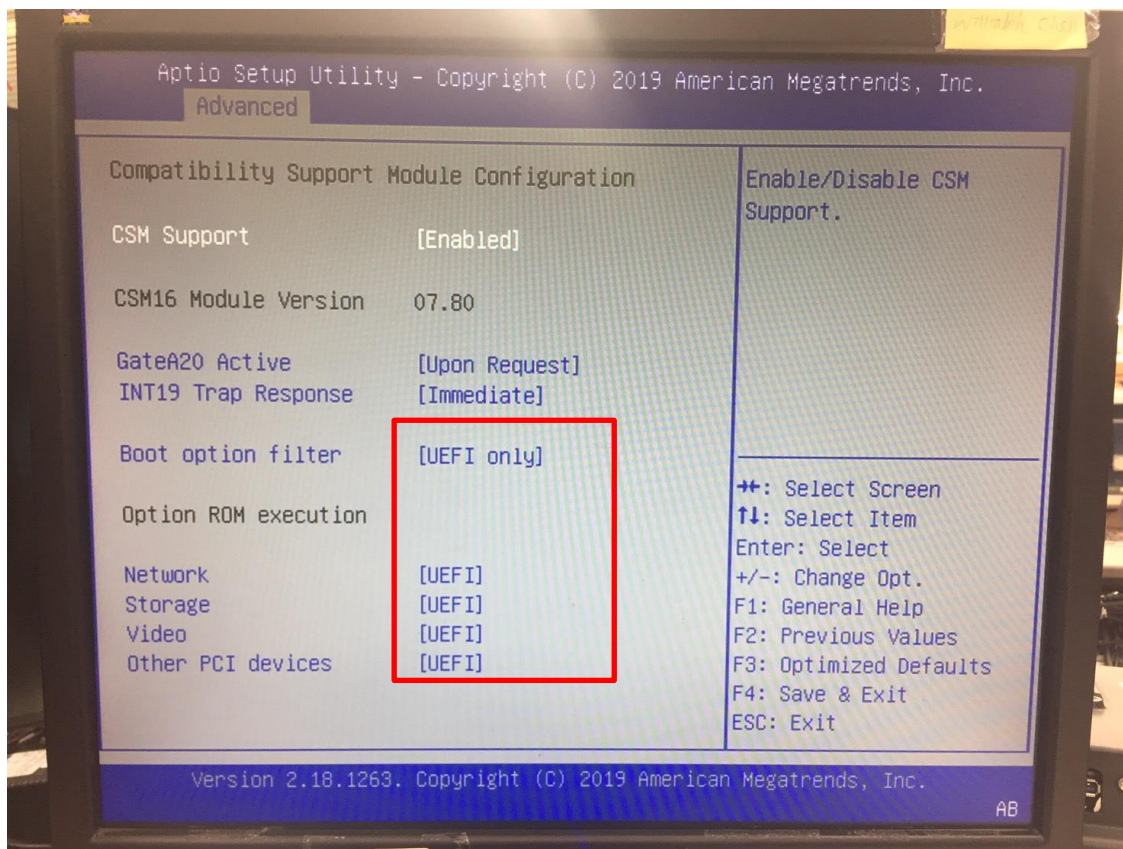 Aptio Setup Utility – Copyright (C) 2019 American Megatrends, Inc.
Advanced
Compatibility Support Module Configuration
CSM Support [Enabled]
CSM16 Module Version 07.80
GateA20 Active [Upon Request]
INT19 Trap Response [Immediate]
Boot option filter [UEFI only]
Option ROM execution
Network [UEFI]
Storage [UEFI]
Video [UEFI]
Other PCI devices [UEFI]
Enable/Disable CSM
Support.
→←: Select Screen
↑↓: Select Item
Enter: Select
+/-: Change Opt.
F1: General Help
F2: Previous Values
F3: Optimized Defaults
F4: Save & Exit
ESC: Exit
Version 2.18.1263. Copyright (C) 2019 American Megatrends, Inc.
AB